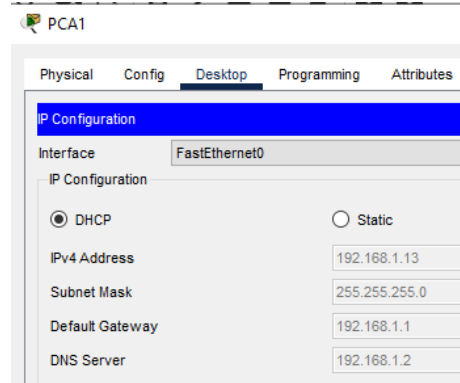 PCA1
Physical Config Desktop Programming Attributes
IP Configuration
Interface FastEthernet0
IP Configuration
DHCP Static
IPv4 Address 192.168.1.13
Subnet Mask 255.255.255.0
Default Gateway 192.168.1.1
DNS Server 192.168.1.2